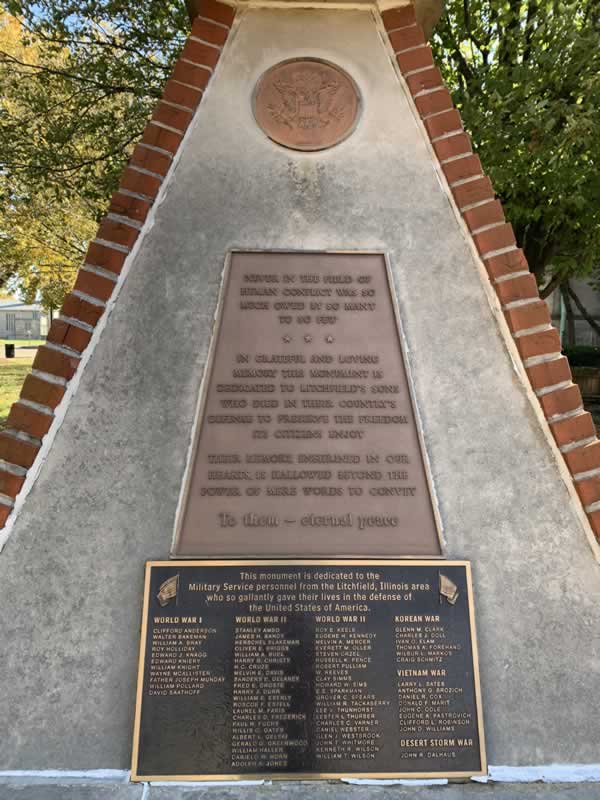 NEVER IN THE FIELD OF
HUMAN CONFLICT WAS SO
MUCH OWED BY SO MANY
TO SO FEW
* * *
IN GRATEFUL AND LOVING
MEMORY THIS MONUMENT IS
DEDICATED TO LITCHFIELD'S SONS
WHO DIED IN THEIR COUNTRY'S
DEFENSE TO PRESERVE THE FREEDOM
ITS CITIZENS ENJOY
THEIR MEMORY, ENSHRINED IN OUR
HEARTS, IS HALLOWED BEYOND THE
POWER OF MERE WORDS TO CONVEY
To them – eternal peace
This monument is dedicated to the
Military Service personnel from the Litchfield, Illinois area
who so gallantly gave their lives in the defense of
the United States of America.
WORLD WAR I
CLIFFORD ANDERSON
WALTER BAKEMAN
WILLIAM A. BRAY
ROY HOLLIDAY
EDWARD J. KNAGG
EDWARD KNIERY
WILLIAM KNIGHT
WAYNE MCALLISTER
FATHER JOSEPH MUNDAY
WILLIAM POLLARD
DAVID SAATHOFF
WORLD WAR II
STANLEY AMBO
JAMES H. BANDY
HERSCHEL BLAKEMAN
OLIVER E. BRIGGS
WILLIAM A. BUEL
HARRY B. CHRISTY
H.C. CRUZE
MELVIN E. DAVIS
SANDERS E. DELANEY
FRED E. DROSTE
HARRY J. DURR
WILLIAM E. EVERLY
ROSCOE F. ESTELL
LAUREL M. FARIS
CHARLES D. FREDERICK
PAUL R. FUCHS
WILLIS C. GATES
ALBERT L. GELTKI
GERALD O. GREENWOOD
WILLIAM HALLER
DARIELD W. HORN
ADOLPH A. JONES
WORLD WAR II
ROY E. KEELE
EUGENE H. KENNEDY
MELVIN A. MERCER
EVERETT M. OLLER
STEVEN ORZEL
RUSSELL K. PENCE
ROBERT PULLIAM
W. REEVES
CLAY SIMMS
HOWARD W. SIMS
E.E. SPARKMAN
GROVER C. SPEARS
WILLIAM R. TACKABERRY
LEE V. THUNHORST
LESTER L. THURBER
CHARLES C. VARNER
DANIEL WEBSTER
GLEN J. WESTBROOK
JOHN T. WHITMORE
KENNETH R. WILSON
WILLIAM T. WILSON
KOREAN WAR
GLENN M. CLARK
CHARLES J. COLL
IVAN O. ELAM
THOMAS A. FOREHAND
WILBUR L. MARKUS
CRAIG SCHMITZ
VIETNAM WAR
LARRY L. BATES
ANTHONY G. BROZICH
DANIEL R. COX
DONALD F. MARIT
JOHN C. ODLE
EUGENE A. PASTROVICH
CLIFFORD L. ROBINSON
JOHN D. WILLIAMS
DESERT STORM WAR
JOHN R. DALHAUS